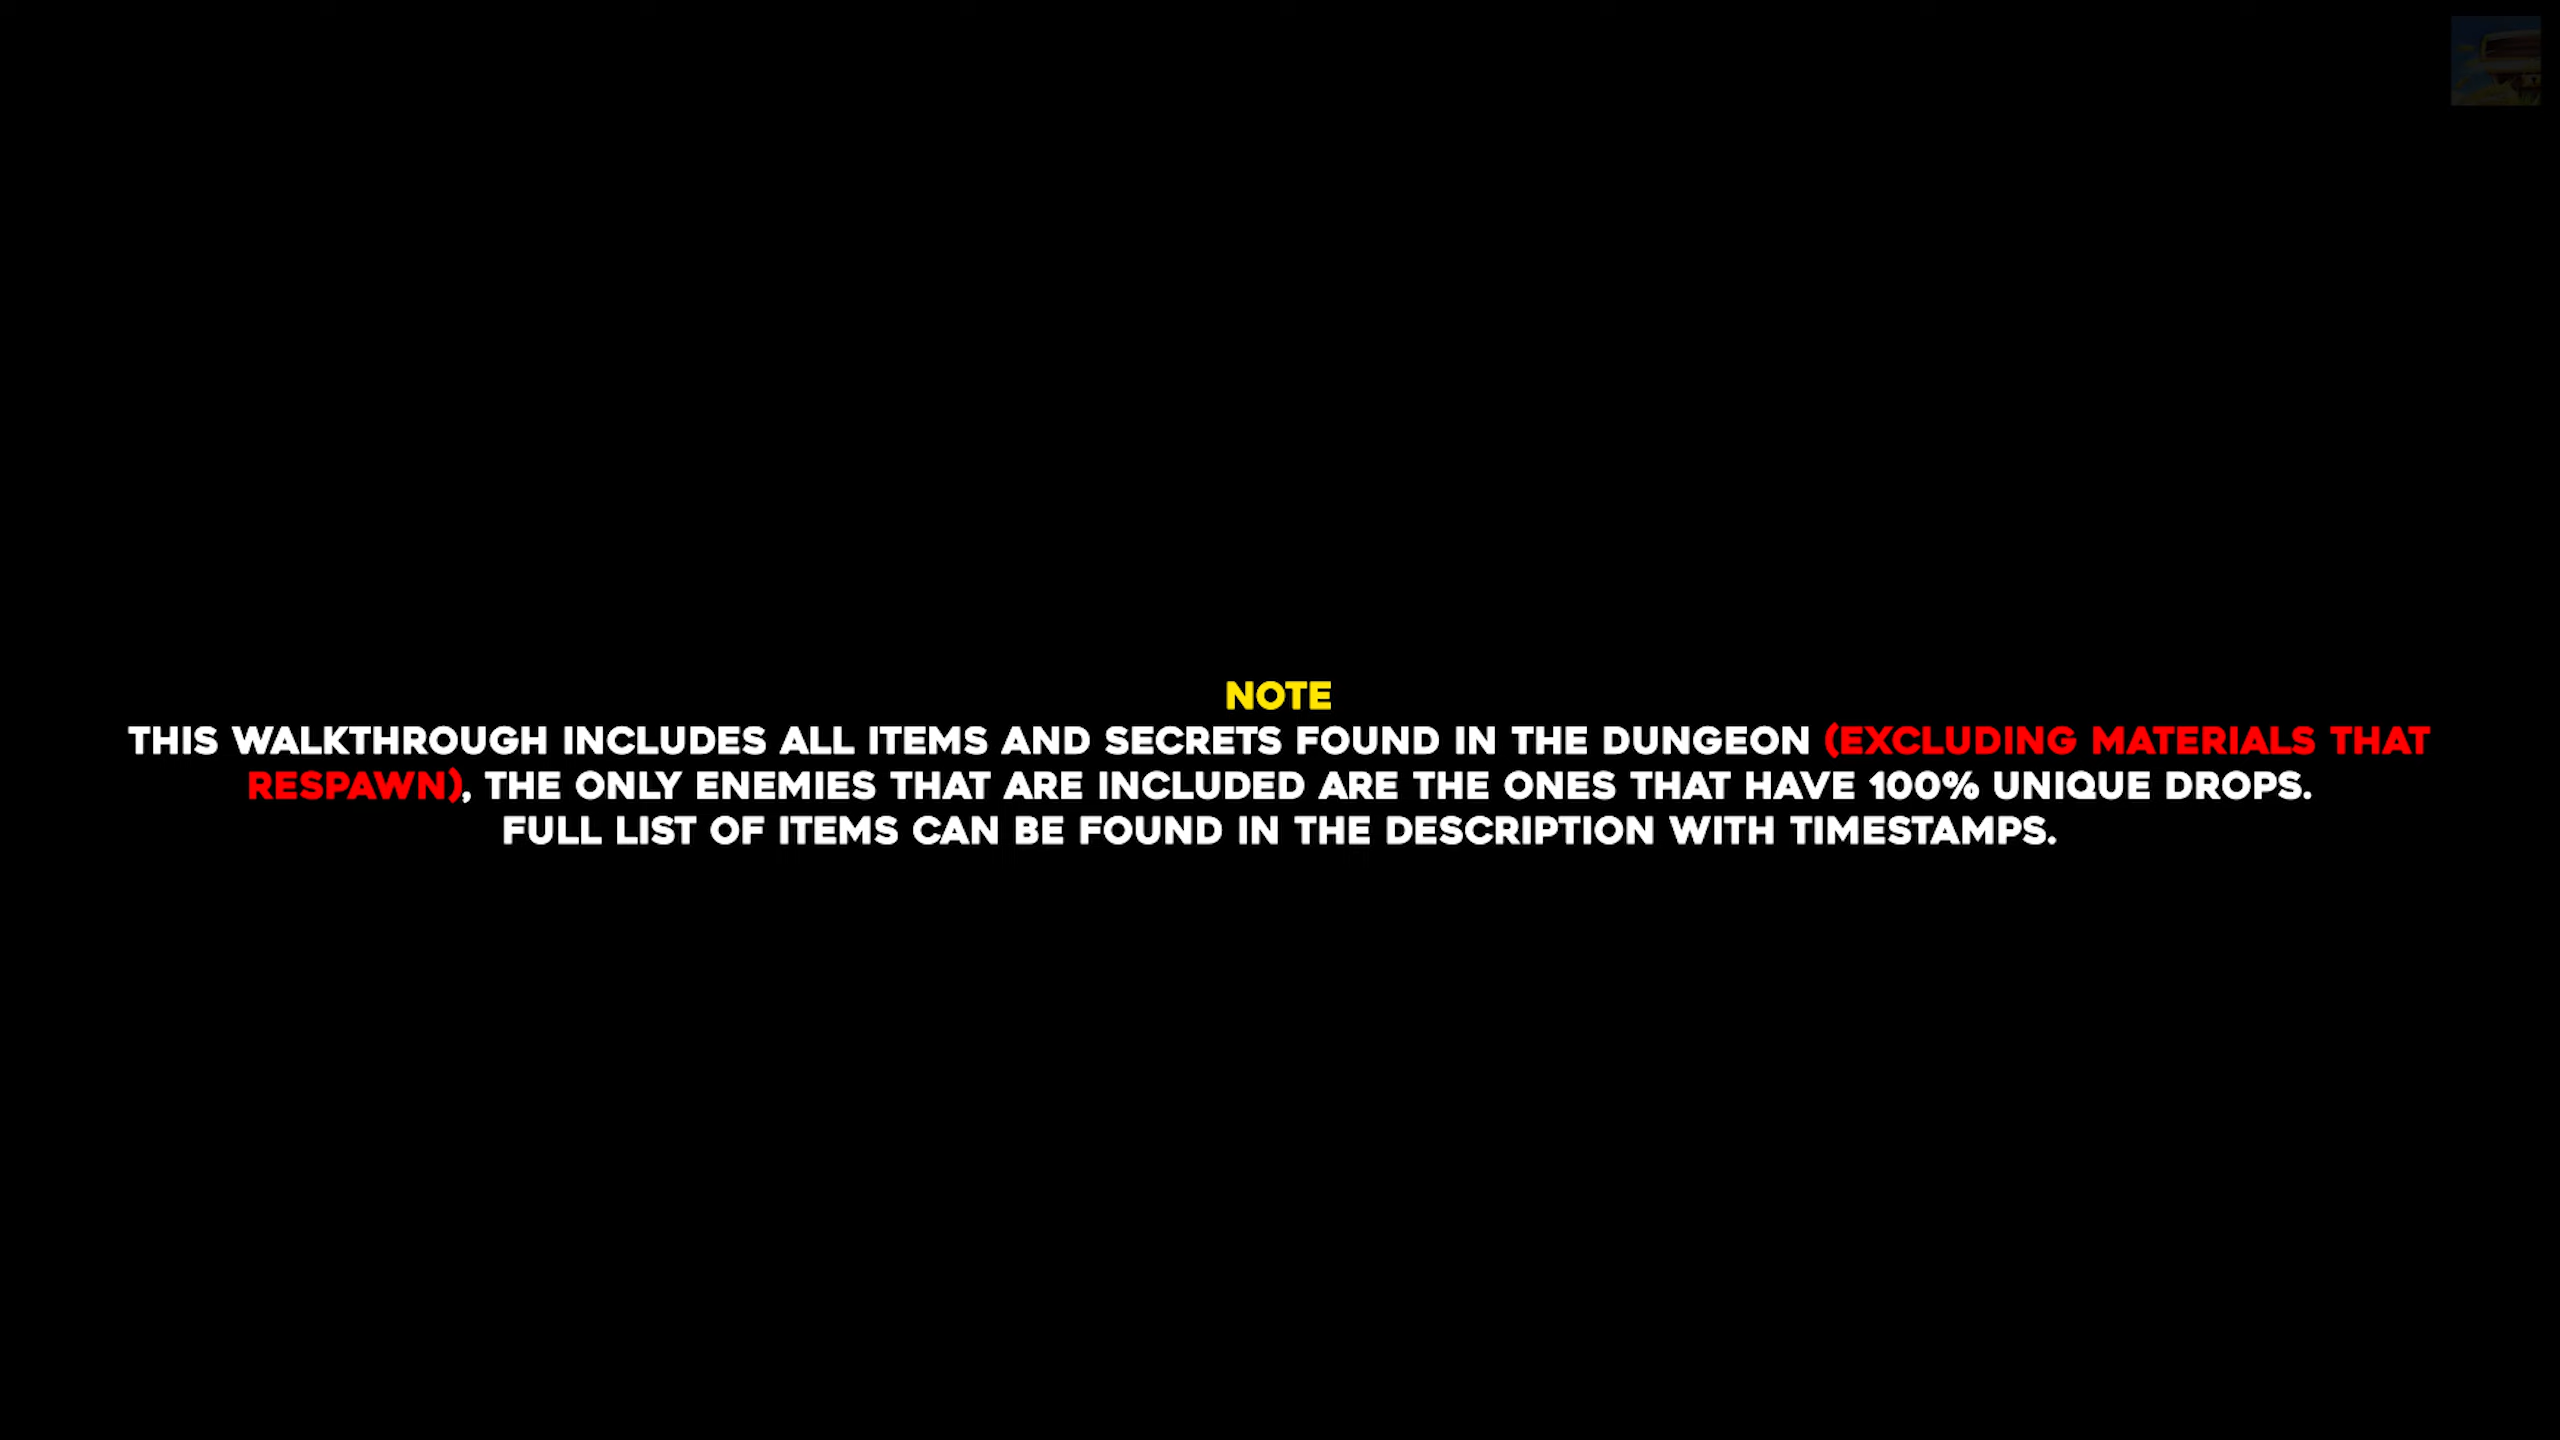 NOTE
THIS WALKTHROUGH INCLUDES ALL ITEMS AND SECRETS FOUND IN THE DUNGEON (EXCLUDING MATERIALS THAT
RESPAWN), THE ONLY ENEMIES THAT ARE INCLUDED ARE THE ONES THAT HAVE 100% UNIQUE DROPS.
FULL LIST OF ITEMS CAN BE FOUND IN THE DESCRIPTION WITH TIMESTAMPS.